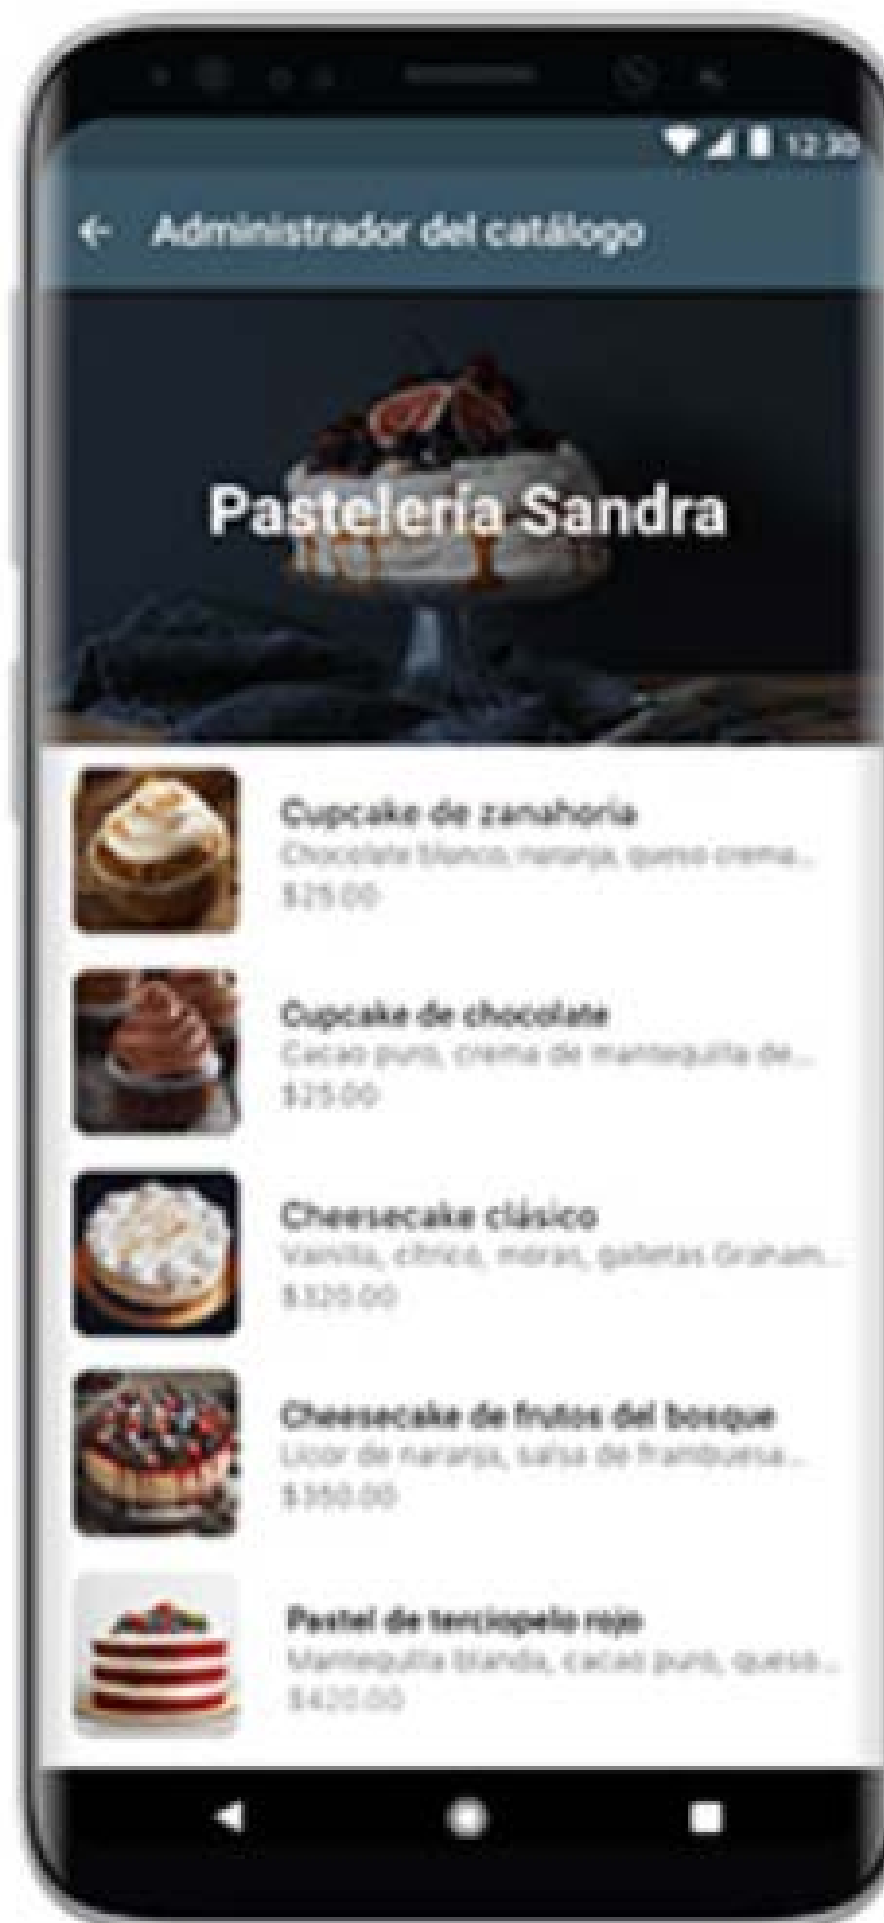 12:30
Administrador del catálogo
Pastelería Sandra
Cupcake de zanahoria
Chocolate blanco, naranja, queso crema...
$25.00
Cupcake de chocolate
Cacao puro, crema de mantequilla de...
$25.00
Cheesecake clásico
Vainilla, cítrico, moras, galletas Graham...
$320.00
Cheesecake de frutos del bosque
Licor de naranja, salsa de frambuesa...
$350.00
Pastel de terciopelo rojo
Mantequilla blanda, cacao puro, queso...
$420.00